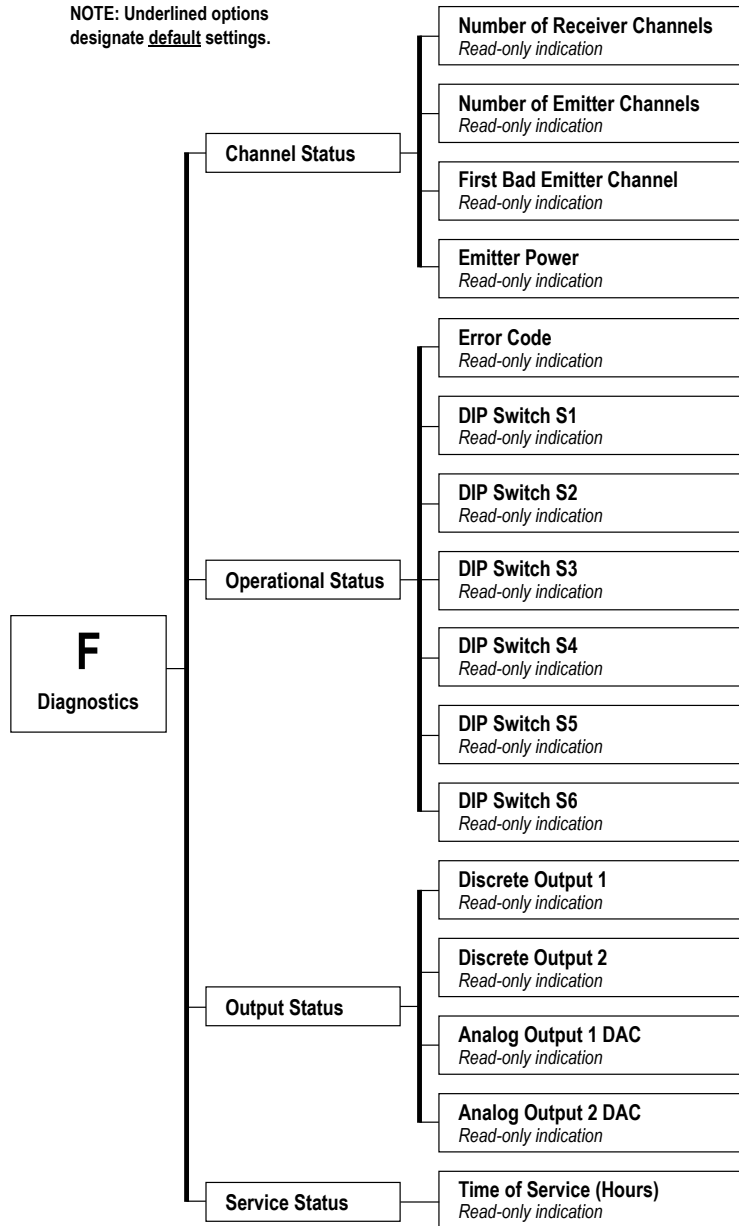 NOTE: Underlined options
designate default settings.
Number of Receiver Channels
Read-only indication
Number of Emitter Channels
Read-only indication
Channel Status
First Bad Emitter Channel
Read-only indication
Emitter Power
Read-only indication
Error Code
Read-only indication
DIP Switch S1
Read-only indication
DIP Switch S2
Read-only indication
Operational Status
DIP Switch S3
Read-only indication
F
Diagnostics
DIP Switch S4
Read-only indication
DIP Switch S5
Read-only indication
DIP Switch S6
Read-only indication
Discrete Output 1
Read-only indication
Discrete Output 2
Read-only indication
Output Status
Analog Output 1 DAC
Read-only indication
Analog Output 2 DAC
Read-only indication
Service Status
Time of Service (Hours)
Read-only indication